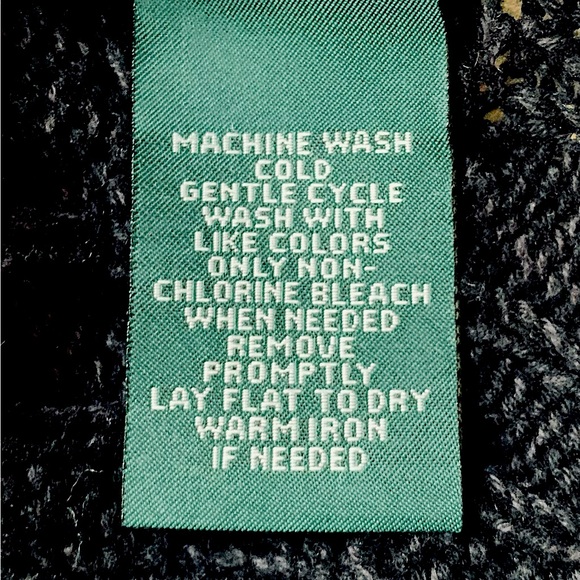 MACHINE WASH
COLD
GENTLE CYCLE
WASH WITH
LIKE COLORS
ONLY NON-
CHLORINE BLEACH
WHEN NEEDED
REMOVE
PROMPTLY
LAY FLAT TO DRY
WARM IRON
IF NEEDED